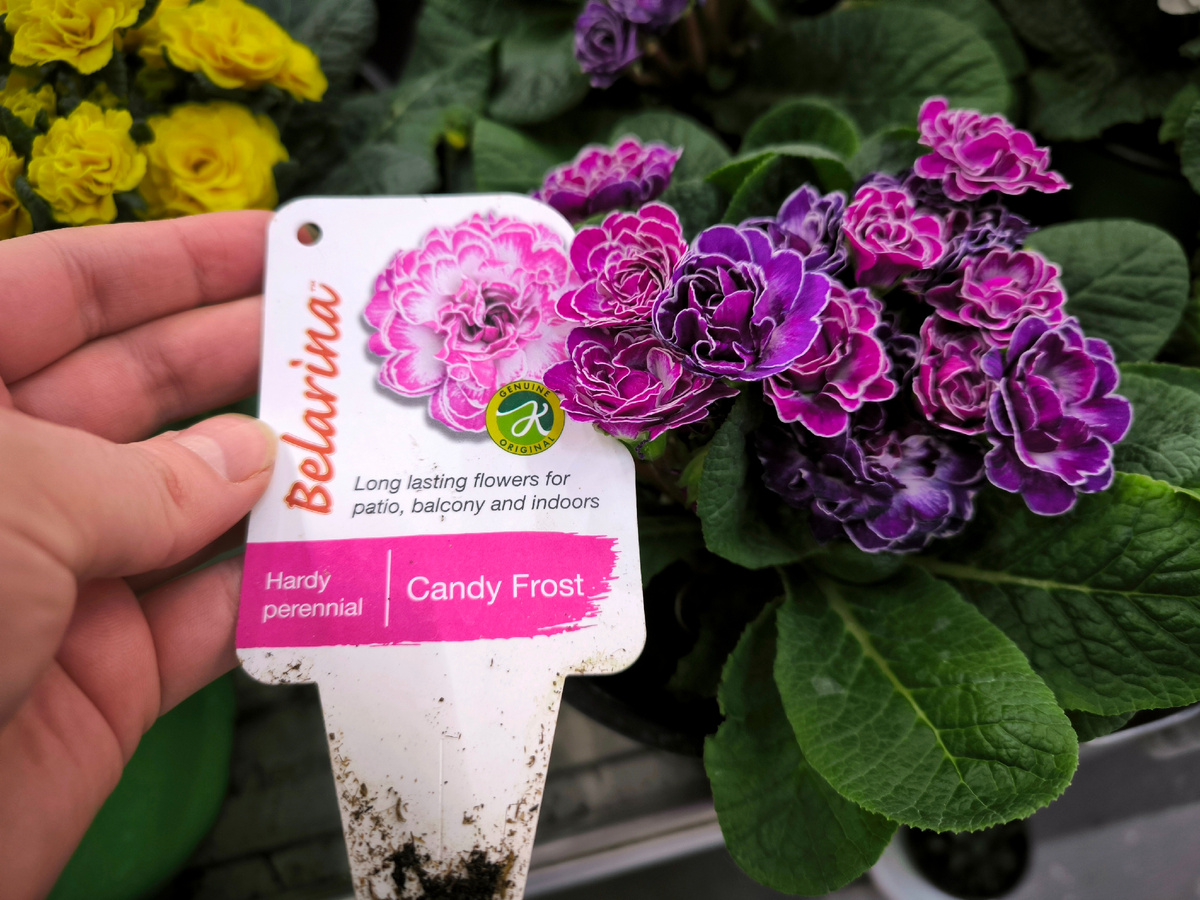 Belarina™
GENUINE
K
ORIGINAL
Long lasting flowers for
patio, balcony and indoors
Hardy
perennial
Candy Frost